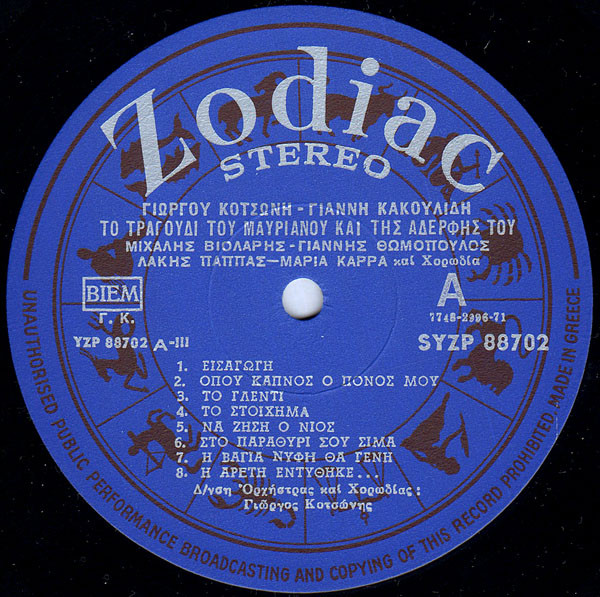 Zodiac
STEREO
ΓΙΩΡΓΟΥ ΚΟΤΣΩΝΗ - ΓΙΑΝΝΗ ΚΑΚΟΥΛΙΔΗ
ΤΟ ΤΡΑΓΟΥΔΙ ΤΟΥ ΜΑΥΡΙΑΝΟΥ ΚΑΙ ΤΗΣ ΑΔΕΡΦΗΣ ΤΟΥ
ΜΙΧΑΛΗΣ ΒΙΟΛΑΡΗΣ - ΓΙΑΝΝΗΣ ΘΩΜΟΠΟΥΛΟΣ
ΛΑΚΗΣ ΠΑΠΠΑΣ — ΜΑΡΙΑ ΚΑΡΡΑ καί Χορωδία
BIEM
Γ. Κ.
YZP 88702 A-III
A
7748-2996-71
SYZP 88702
1. ΕΙΣΑΓΩΓΗ
2. ΟΠΟΥ ΚΑΠΝΟΣ Ο ΠΟΝΟΣ ΜΟΥ
3. ΤΟ ΓΛΕΝΤΙ
4. ΤΟ ΣΤΟΙΧΗΜΑ
5. ΝΑ ΖΗΣΗ Ο ΝΙΟΣ
6. ΣΤΟ ΠΑΡΑΘΥΡΙ ΣΟΥ ΣΙΜΑ
7. Η ΒΑΓΙΑ ΝΥΦΗ ΘΑ ΓΕΝΗ
8. Η ΑΡΕΤΗ ΕΝΤΥΘΗΚΕ...
Δ/νση Ὀρχήστρας καί Χορωδίας :
Γιῶργος Κοτσώνης
UNAUTHORISED PUBLIC PERFORMANCE BROADCASTING AND COPYING OF THIS RECORD PROHIBITED MADE IN GREECE